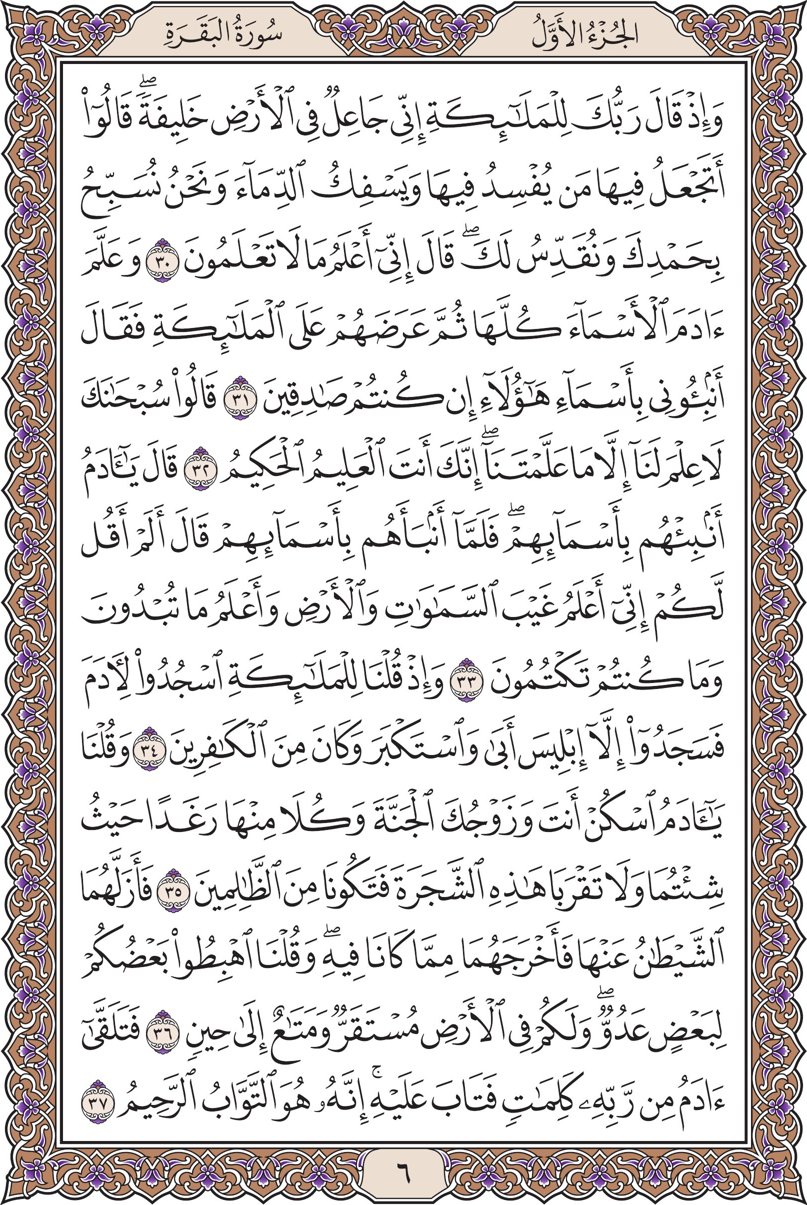 الجُزْءُ الأَوَّلُ
سُورَةُ البَقَرَةِ
وَإِذۡ قَالَ رَبُّكَ لِلۡمَلَٰٓئِكَةِ إِنِّي جَاعِلٞ فِي ٱلۡأَرۡضِ خَلِيفَةٗۖ قَالُوٓاْ
أَتَجۡعَلُ فِيهَا مَن يُفۡسِدُ فِيهَا وَيَسۡفِكُ ٱلدِّمَآءَ وَنَحۡنُ نُسَبِّحُ
بِحَمۡدِكَ وَنُقَدِّسُ لَكَۖ قَالَ إِنِّيٓ أَعۡلَمُ مَا لَا تَعۡلَمُونَ ٣٠ وَعَلَّمَ
ءَادَمَ ٱلۡأَسۡمَآءَ كُلَّهَا ثُمَّ عَرَضَهُمۡ عَلَى ٱلۡمَلَٰٓئِكَةِ فَقَالَ
أَنۢبِـُٔونِي بِأَسۡمَآءِ هَٰٓؤُلَآءِ إِن كُنتُمۡ صَٰدِقِينَ ٣١ قَالُواْ سُبۡحَٰنَكَ
لَا عِلۡمَ لَنَآ إِلَّا مَا عَلَّمۡتَنَآۖ إِنَّكَ أَنتَ ٱلۡعَلِيمُ ٱلۡحَكِيمُ ٣٢ قَالَ يَٰٓـَٔادَمُ
أَنۢبِئۡهُم بِأَسۡمَآئِهِمۡۖ فَلَمَّآ أَنۢبَأَهُم بِأَسۡمَآئِهِمۡ قَالَ أَلَمۡ أَقُل
لَّكُمۡ إِنِّيٓ أَعۡلَمُ غَيۡبَ ٱلسَّمَٰوَٰتِ وَٱلۡأَرۡضِ وَأَعۡلَمُ مَا تُبۡدُونَ
وَمَا كُنتُمۡ تَكۡتُمُونَ ٣٣ وَإِذۡ قُلۡنَا لِلۡمَلَٰٓئِكَةِ ٱسۡجُدُواْ لِأٓدَمَ
فَسَجَدُوٓاْ إِلَّآ إِبۡلِيسَ أَبَىٰ وَٱسۡتَكۡبَرَ وَكَانَ مِنَ ٱلۡكَٰفِرِينَ ٣٤ وَقُلۡنَا
يَٰٓـَٔادَمُ ٱسۡكُنۡ أَنتَ وَزَوۡجُكَ ٱلۡجَنَّةَ وَكُلَا مِنۡهَا رَغَدًا حَيۡثُ
شِئۡتُمَا وَلَا تَقۡرَبَا هَٰذِهِ ٱلشَّجَرَةَ فَتَكُونَا مِنَ ٱلظَّٰلِمِينَ ٣٥ فَأَزَلَّهُمَا
ٱلشَّيۡطَٰنُ عَنۡهَا فَأَخۡرَجَهُمَا مِمَّا كَانَا فِيهِۖ وَقُلۡنَا ٱهۡبِطُواْ بَعۡضُكُمۡ
لِبَعۡضٍ عَدُوّٞۖ وَلَكُمۡ فِي ٱلۡأَرۡضِ مُسۡتَقَرّٞ وَمَتَٰعٌ إِلَىٰ حِينٖ ٣٦ فَتَلَقَّىٰٓ
ءَادَمُ مِن رَّبِّهِۦ كَلِمَٰتٖ فَتَابَ عَلَيۡهِۚ إِنَّهُۥ هُوَ ٱلتَّوَّابُ ٱلرَّحِيمُ ٣٧
٦